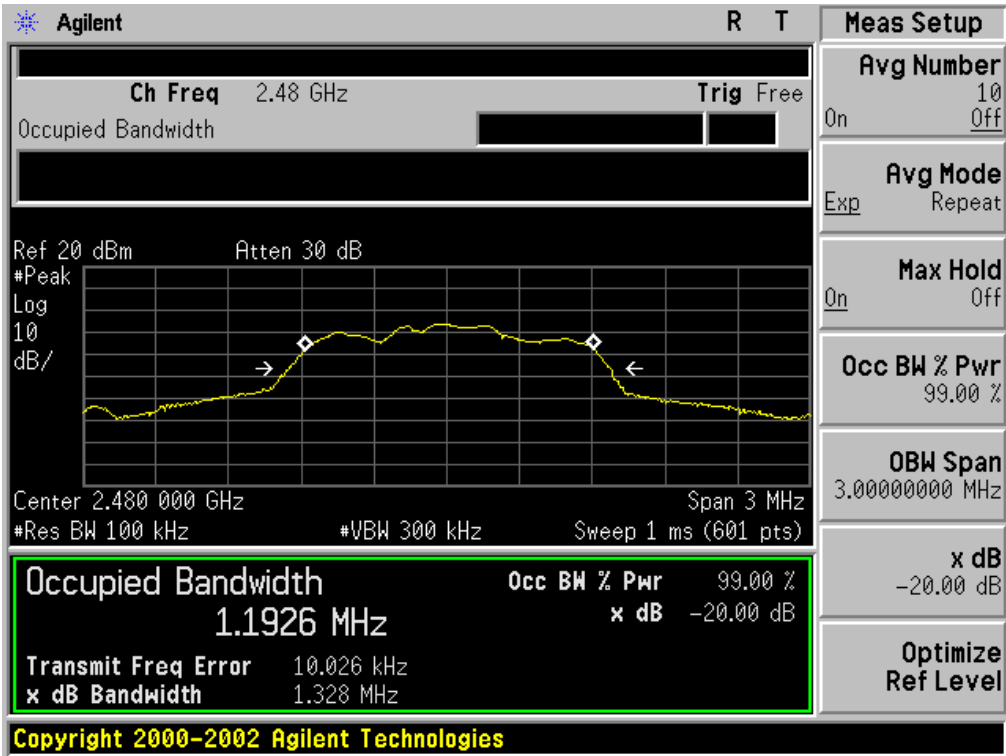 Agilent R T
Ch Freq 2.48 GHz Trig Free
Occupied Bandwidth
Ref 20 dBm Atten 30 dB
#Peak
Log
10
dB/
Center 2.480 000 GHz Span 3 MHz
#Res BW 100 kHz #VBW 300 kHz Sweep 1 ms (601 pts)
Occupied Bandwidth Occ BW % Pwr 99.00 %
1.1926 MHz x dB -20.00 dB
Transmit Freq Error 10.026 kHz
x dB Bandwidth 1.328 MHz
Copyright 2000-2002 Agilent Technologies
Meas Setup
Avg Number
10
On Off
Avg Mode
Exp Repeat
Max Hold
On Off
Occ BW % Pwr
99.00 %
OBW Span
3.00000000 MHz
x dB
-20.00 dB
Optimize
Ref Level